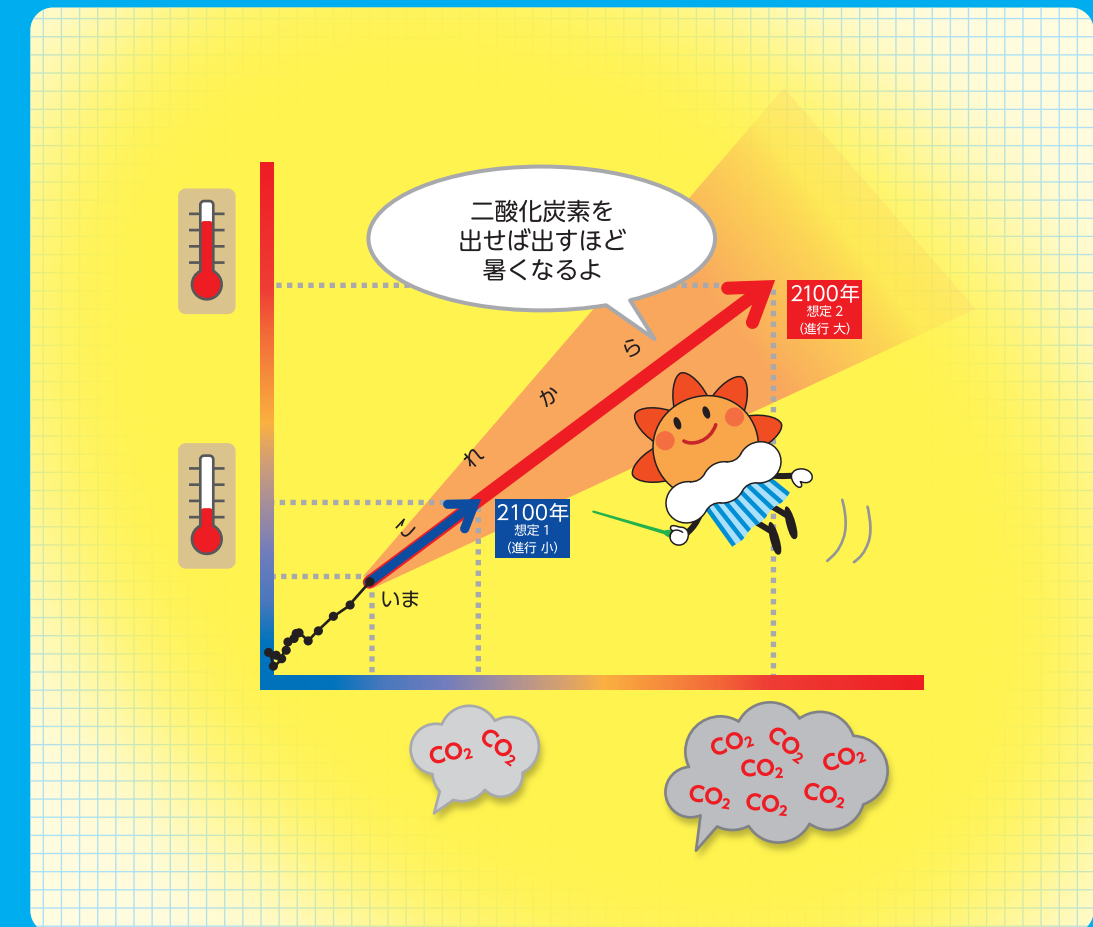 二酸化炭素を
出せば出すほど
暑くなるよ
2100年
想定 2
（進行 大）
これから
2100年
想定 1
（進行 小）
いま
CO₂ CO₂
CO₂ CO₂ CO₂
CO₂
CO₂ CO₂ CO₂